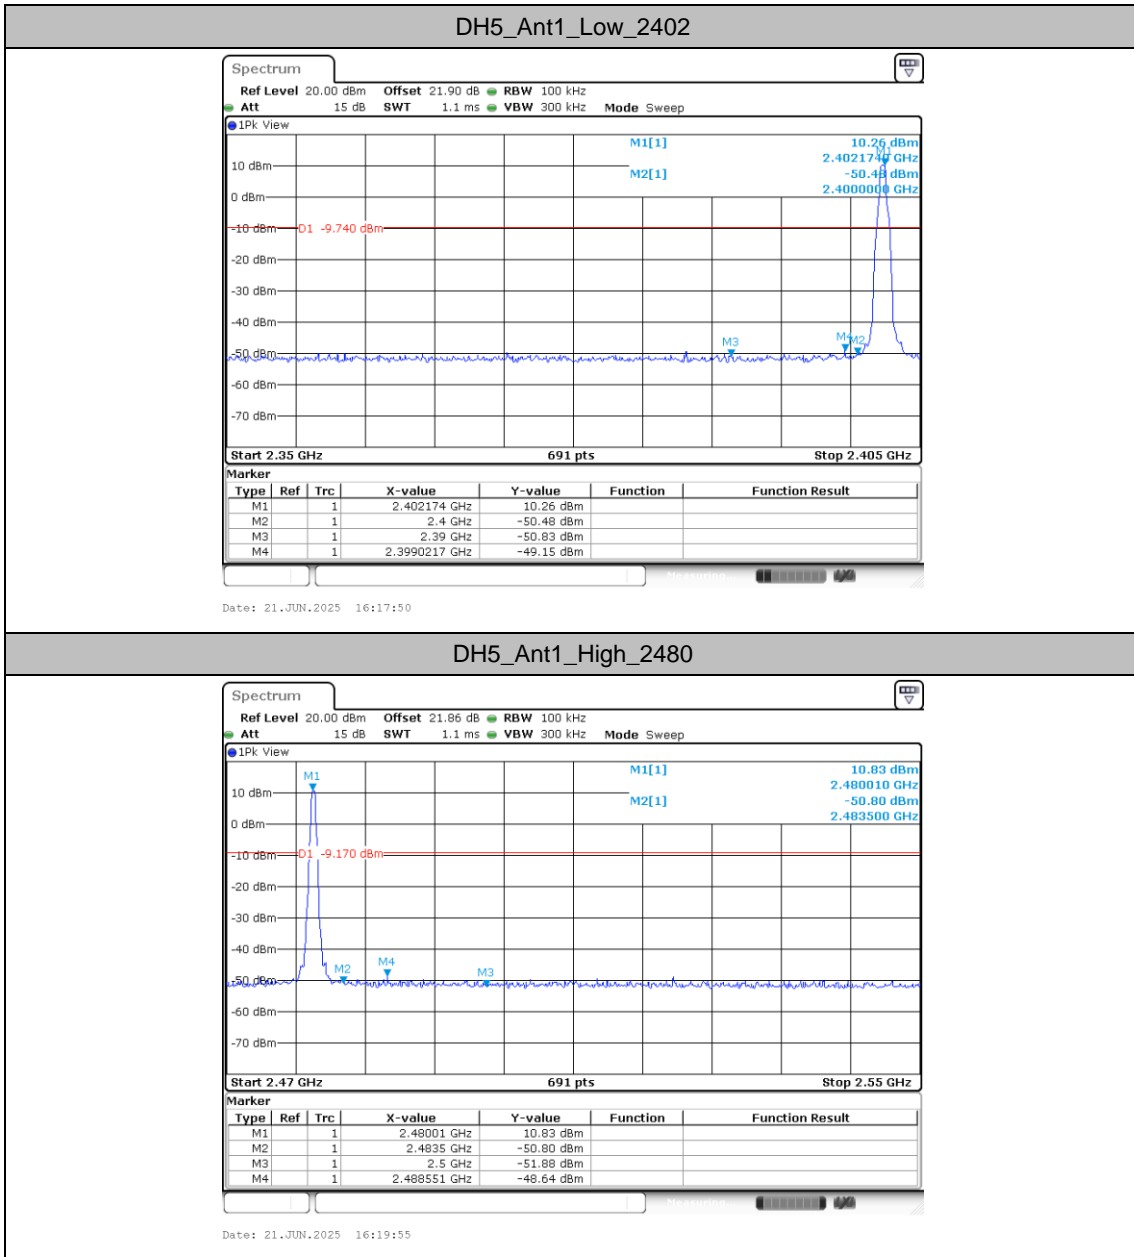 DH5_Ant1_Low_2402
Spectrum
Ref Level 20.00 dBm Offset 21.90 dB RBW 100 kHz
Att 15 dB SWT 1.1 ms VBW 300 kHz Mode Sweep
1Pk View
M1[1] 10.26 dBm
2.4021740 GHz
M2[1] -50.48 dBm
2.4000000 GHz
M1
10 dBm
0 dBm
-10 dBm
D1 -9.740 dBm
-20 dBm
-30 dBm
-40 dBm
M3
M4
M2
-50 dBm
-60 dBm
-70 dBm
Start 2.35 GHz 691 pts Stop 2.405 GHz
Marker
Type Ref Trc X-value Y-value Function Function Result
M1 1 2.402174 GHz 10.26 dBm
M2 1 2.4 GHz -50.48 dBm
M3 1 2.39 GHz -50.83 dBm
M4 1 2.3990217 GHz -49.15 dBm
Measuring...
Date: 21.JUN.2025 16:17:50
DH5_Ant1_High_2480
Spectrum
Ref Level 20.00 dBm Offset 21.86 dB RBW 100 kHz
Att 15 dB SWT 1.1 ms VBW 300 kHz Mode Sweep
1Pk View
M1[1] 10.83 dBm
2.480010 GHz
M2[1] -50.80 dBm
2.483500 GHz
M1
10 dBm
0 dBm
-10 dBm
D1 -9.170 dBm
-20 dBm
-30 dBm
-40 dBm
M2
M4
M3
-50 dBm
-60 dBm
-70 dBm
Start 2.47 GHz 691 pts Stop 2.55 GHz
Marker
Type Ref Trc X-value Y-value Function Function Result
M1 1 2.48001 GHz 10.83 dBm
M2 1 2.4835 GHz -50.80 dBm
M3 1 2.5 GHz -51.88 dBm
M4 1 2.488551 GHz -48.64 dBm
Measuring...
Date: 21.JUN.2025 16:19:55